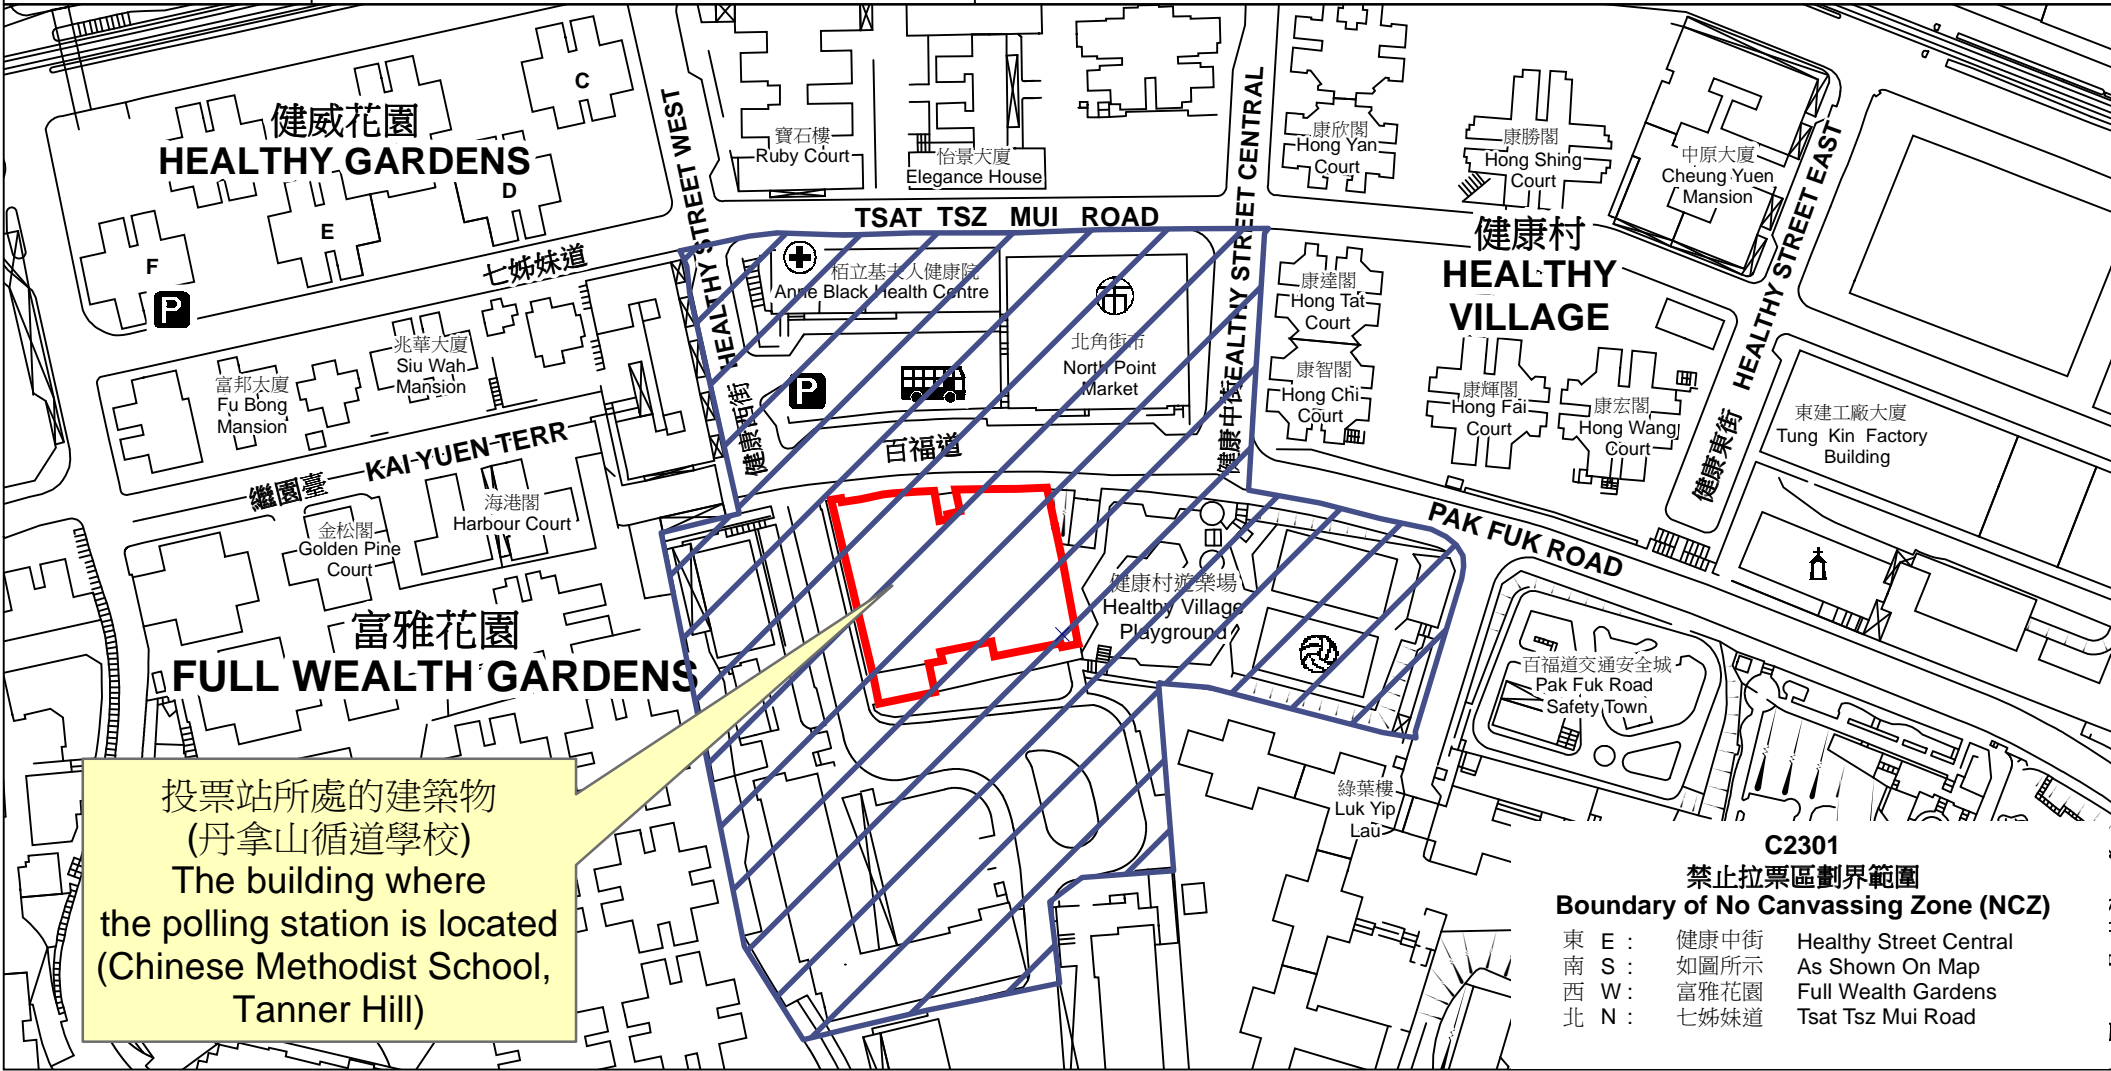 C
健威花園
HEALTHY GARDENS
D
E
F
P
七姊妹道
HEALTHY STREET WEST
寶石樓
Ruby Court
怡景大廈
Elegance House
TSAT TSZ MUI ROAD
HEALTHY STREET CENTRAL
康欣閣
Hong Yan
Court
康勝閣
Hong Shing
Court
中原大廈
Cheung Yuen
Mansion
HEALTHY STREET EAST
健康村
HEALTHY
VILLAGE
柏立基夫人健康院
Anne Black Health Centre
HEALTHY
北角街市
North Point
Market
P
康達閣
Hong Tat
Court
康智閣
Hong Chi
Court
康輝閣
Hong Fai
Court
康宏閣
Hong Wang
Court
HEALTHY STREET EAST
健康東街
東建工廠大廈
Tung Kin Factory
Building
兆華大廈
Siu Wah
Mansion
富邦大廈
Fu Bong
Mansion
KAI YUEN TERR
繼園臺
健康西街
百福道
健康中街
HEALTHY STREET CENTRAL
海港閣
Harbour Court
金松閣
Golden Pine
Court
PAK FUK ROAD
富雅花園
FULL WEALTH GARDENS
健康村遊樂場
Healthy Village
Playground
百福道交通安全城
Pak Fuk Road
Safety Town
綠葉樓
Luk Yip
Lau
投票站所處的建築物
(丹拿山循道學校)
The building where
the polling station is located
(Chinese Methodist School,
Tanner Hill)
C2301
禁止拉票區劃界範圍
Boundary of No Canvassing Zone (NCZ)
東 E : 健康中街 Healthy Street Central
南 S : 如圖所示 As Shown On Map
西 W : 富雅花園 Full Wealth Gardens
北 N : 七姊妹道 Tsat Tsz Mui Road